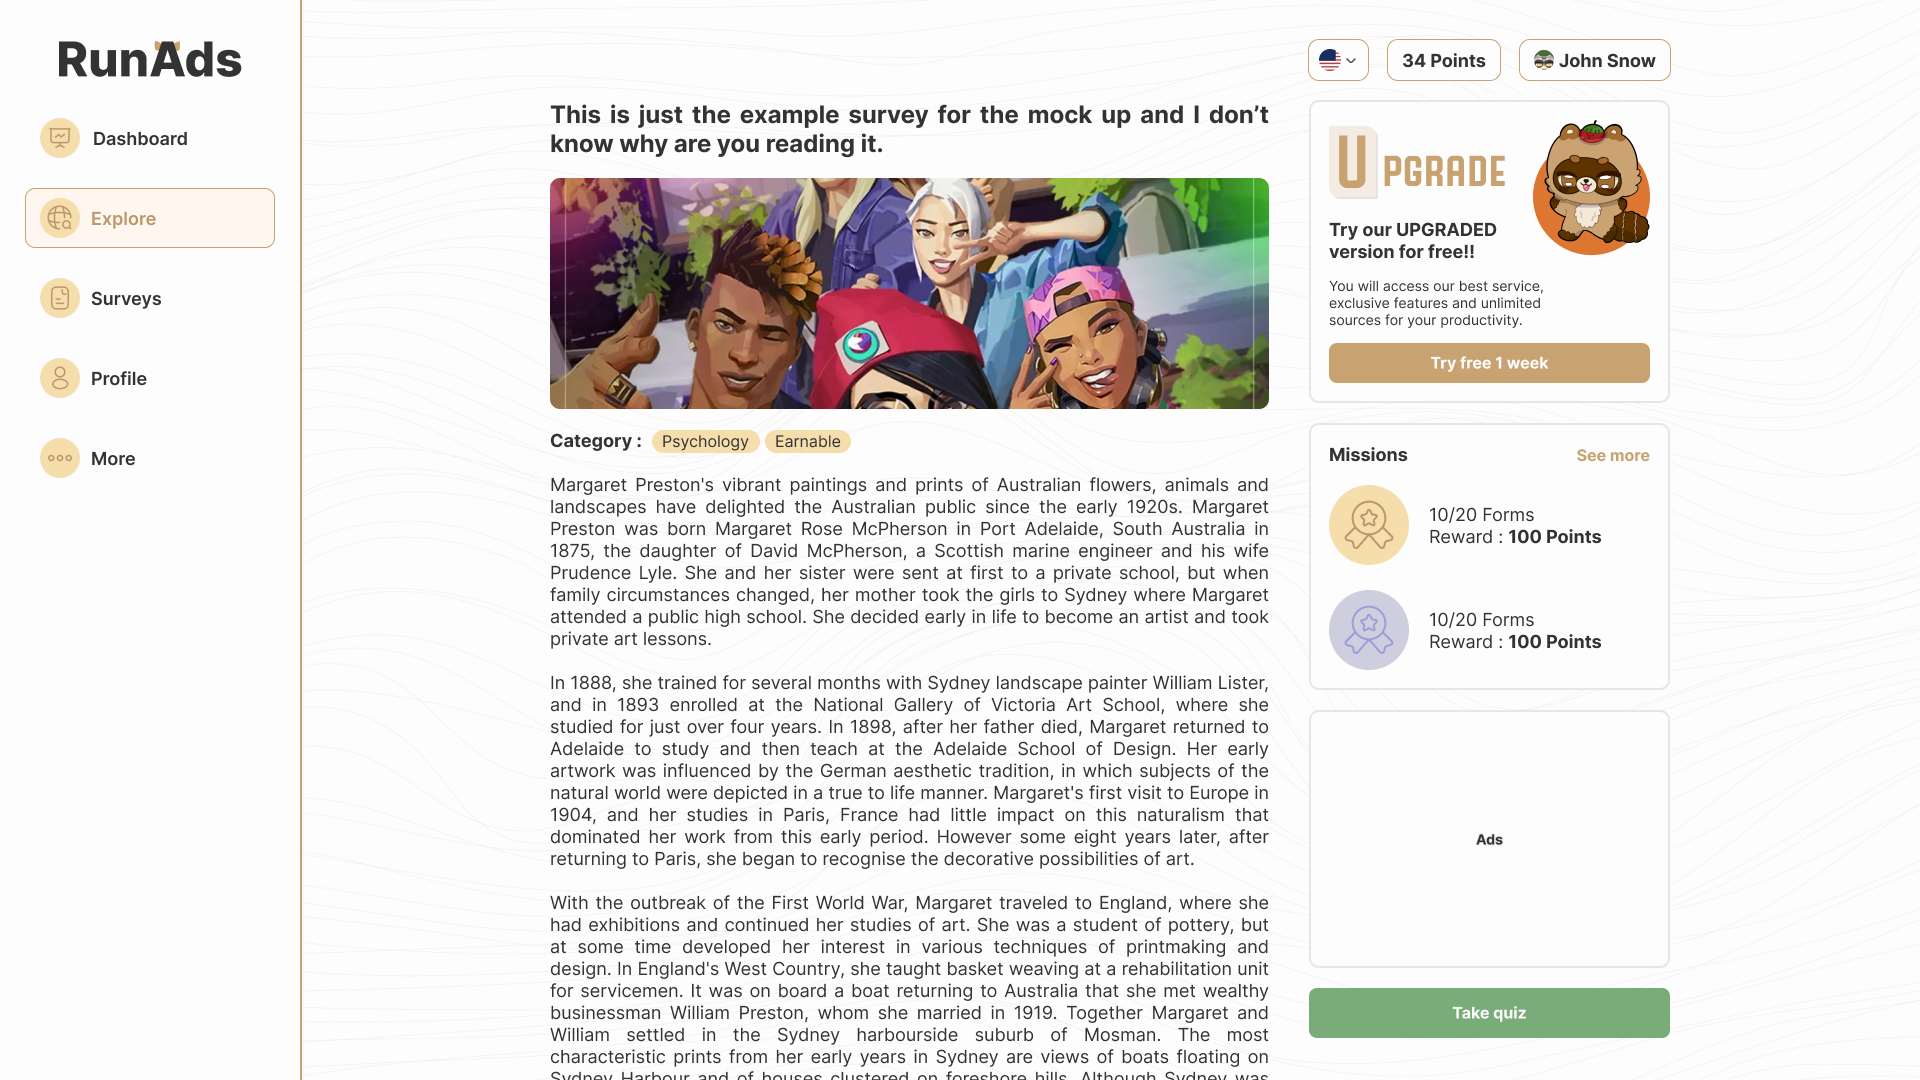 RunAds
Dashboard
Explore
Surveys
Profile
More
34 Points
John Snow
This is just the example survey for the mock up and I don’t
know why are you reading it.
Category :
Psychology
Earnable
Margaret Preston's vibrant paintings and prints of Australian flowers, animals and
landscapes have delighted the Australian public since the early 1920s. Margaret
Preston was born Margaret Rose McPherson in Port Adelaide, South Australia in
1875, the daughter of David McPherson, a Scottish marine engineer and his wife
Prudence Lyle. She and her sister were sent at first to a private school, but when
family circumstances changed, her mother took the girls to Sydney where Margaret
attended a public high school. She decided early in life to become an artist and took
private art lessons.
In 1888, she trained for several months with Sydney landscape painter William Lister,
and in 1893 enrolled at the National Gallery of Victoria Art School, where she
studied for just over four years. In 1898, after her father died, Margaret returned to
Adelaide to study and then teach at the Adelaide School of Design. Her early
artwork was influenced by the German aesthetic tradition, in which subjects of the
natural world were depicted in a true to life manner. Margaret's first visit to Europe in
1904, and her studies in Paris, France had little impact on this naturalism that
dominated her work from this early period. However some eight years later, after
returning to Paris, she began to recognise the decorative possibilities of art.
With the outbreak of the First World War, Margaret traveled to England, where she
had exhibitions and continued her studies of art. She was a student of pottery, but
at some time developed her interest in various techniques of printmaking and
design. In England's West Country, she taught basket weaving at a rehabilitation unit
for servicemen. It was on board a boat returning to Australia that she met wealthy
businessman William Preston, whom she married in 1919. Together Margaret and
William settled in the Sydney harbourside suburb of Mosman. The most
characteristic prints from her early years in Sydney are views of boats floating on
Sydney Harbour and of houses clustered on foreshore hills. Although Sydney was
UPGRADE
Try our UPGRADED
version for free!!
You will access our best service,
exclusive features and unlimited
sources for your productivity.
Try free 1 week
Missions
See more
10/20 Forms
Reward : 100 Points
10/20 Forms
Reward : 100 Points
Ads
Take quiz